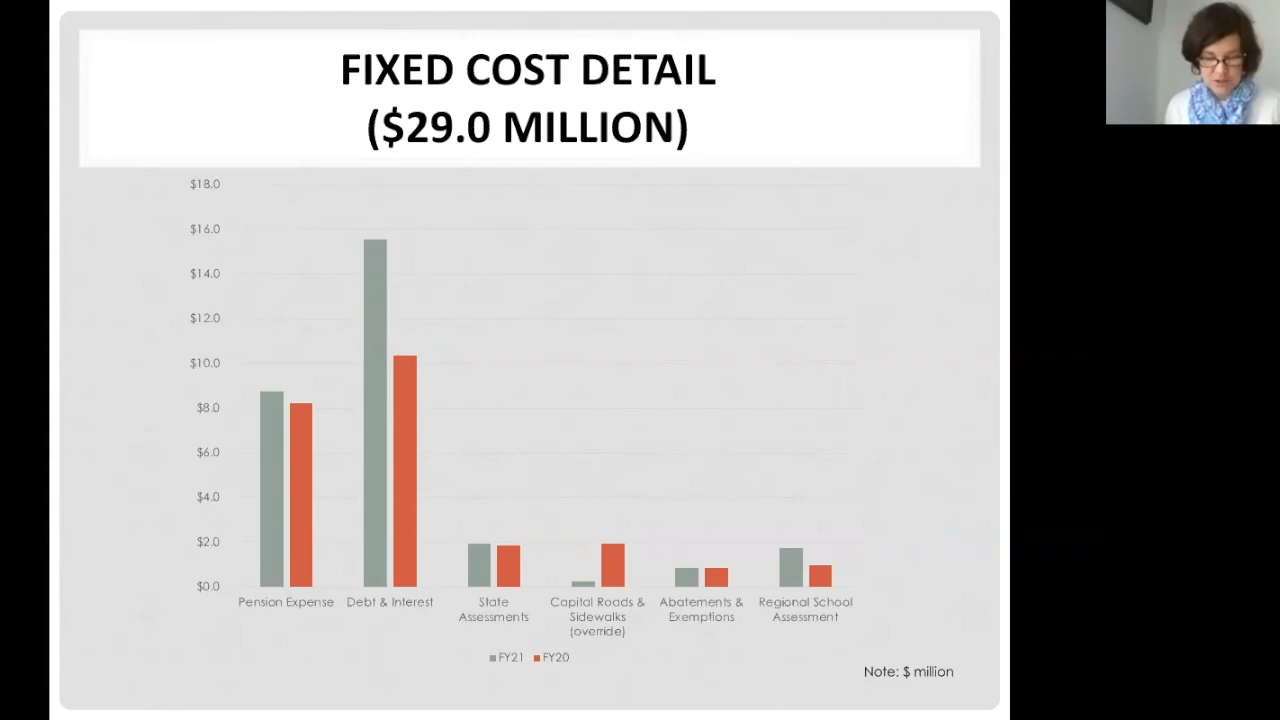 FIXED COST DETAIL
($29.0 MILLION)
$18.0
$16.0
$14.0
$12.0
$10.0
$8.0
$6.0
$4.0
$2.0
$0.0
Pension Expense
Debt & Interest
State
Assessments
Capital Roads &
Sidewalks
(override)
Abatements &
Exemptions
Regional School
Assessment
FY21
FY20
Note: $ million